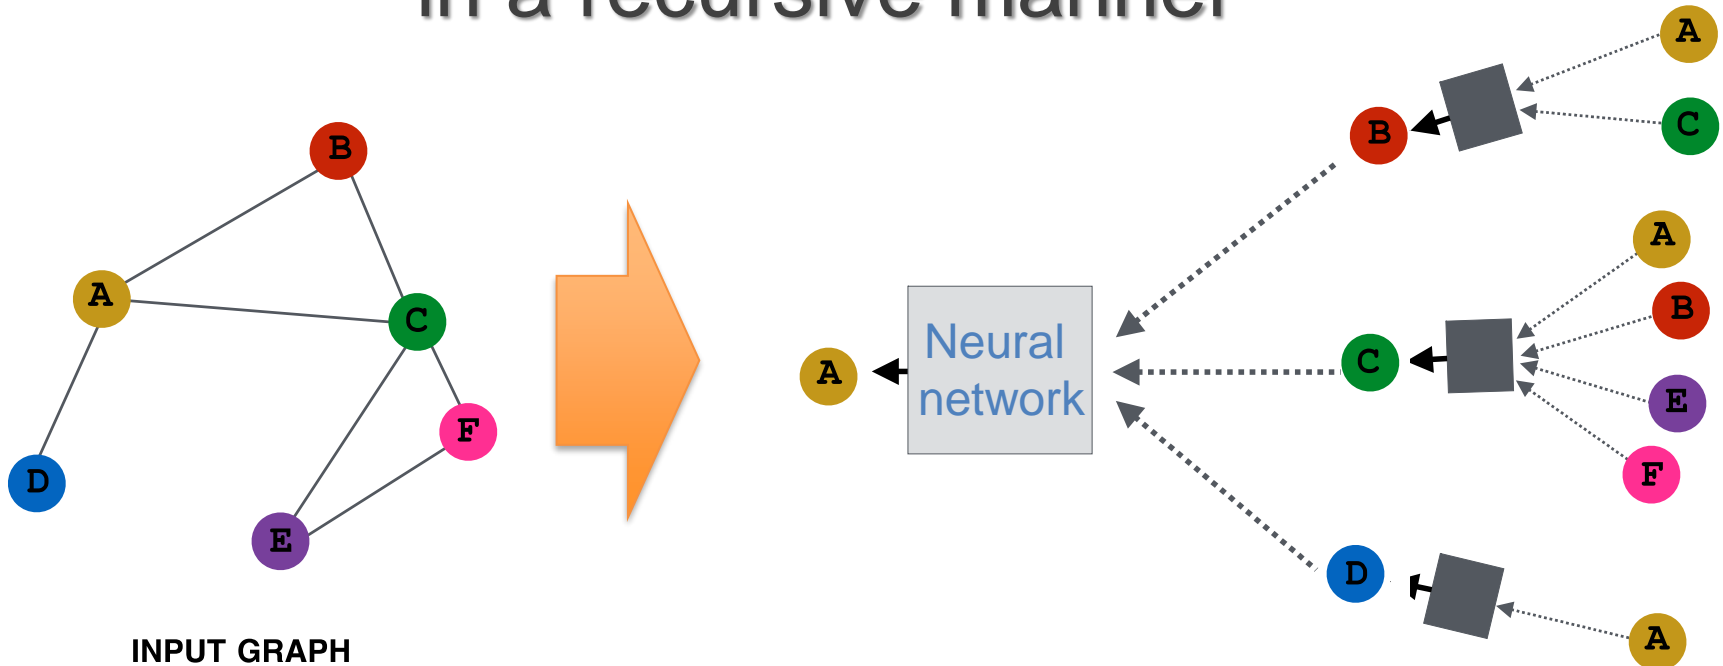 in a recursive manner
B
A
C
F
D
E
INPUT GRAPH
A
Neural
network
B
C
D
A
C
A
B
E
F
A